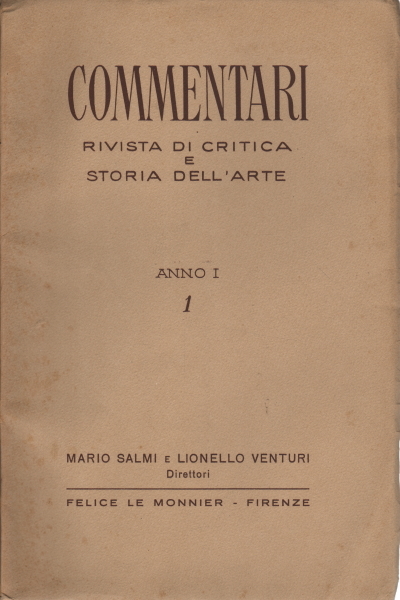 COMMENTARI
RIVISTA DI CRITICA
E
STORIA DELL'ARTE
ANNO I
1
MARIO SALMI E LIONELLO VENTURI
Direttori
FELICE LE MONNIER - FIRENZE